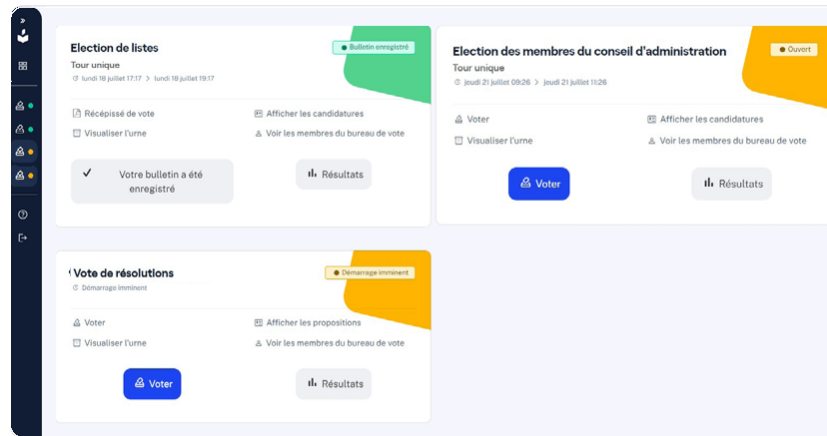 Election de listes
Bulletin enregistré
Tour unique
lundi 18 juillet 17:17 > lundi 18 juillet 19:17
Récépissé de vote
Afficher les candidatures
Visualiser l'urne
Voir les membres du bureau de vote
Votre bulletin a été
enregistré
Résultats
Election des membres du conseil d'administration
Ouvert
Tour unique
jeudi 21 juillet 09:26 > jeudi 21 juillet 11:26
Voter
Afficher les candidatures
Visualiser l'urne
Voir les membres du bureau de vote
Voter
Résultats
Vote de résolutions
Démarrage imminent
Démarrage imminent
Voter
Afficher les propositions
Visualiser l'urne
Voir les membres du bureau de vote
Voter
Résultats